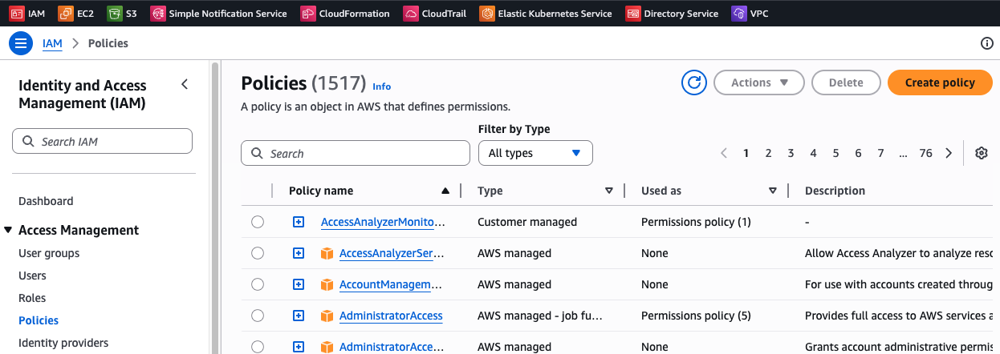 IAM EC2 S3 Simple Notification Service CloudFormation CloudTrail Elastic Kubernetes Service Directory Service VPC
IAM > Policies
Identity and Access
Management (IAM)
Search IAM
Dashboard
Access Management
User groups
Users
Roles
Policies
Identity providers
Policies (1517) Info
Actions Delete Create policy
A policy is an object in AWS that defines permissions.
Filter by Type
Search All types 1 2 3 4 5 6 7 ... 76
Policy name Type Used as Description
AccessAnalyzerMonito... Customer managed Permissions policy (1) -
AccessAnalyzerSer... AWS managed None Allow Access Analyzer to analyze resc
AccountManagem... AWS managed None For use with accounts created throug
AdministratorAccess AWS managed - job fu... Permissions policy (5) Provides full access to AWS services a
AdministratorAcce... AWS managed None Grants account administrative permis